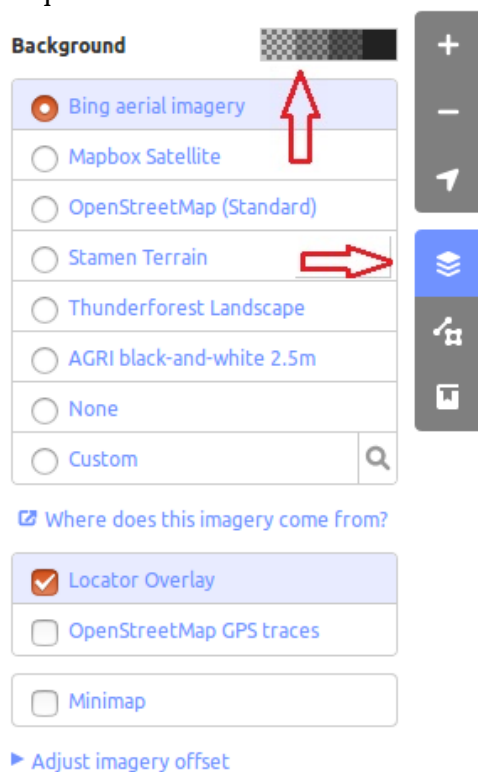 Background
Bing aerial imagery
Mapbox Satellite
OpenStreetMap (Standard)
Stamen Terrain
Thunderforest Landscape
AGRI black-and-white 2.5m
None
Custom
Where does this imagery come from?
Locator Overlay
OpenStreetMap GPS traces
Minimap
Adjust imagery offset